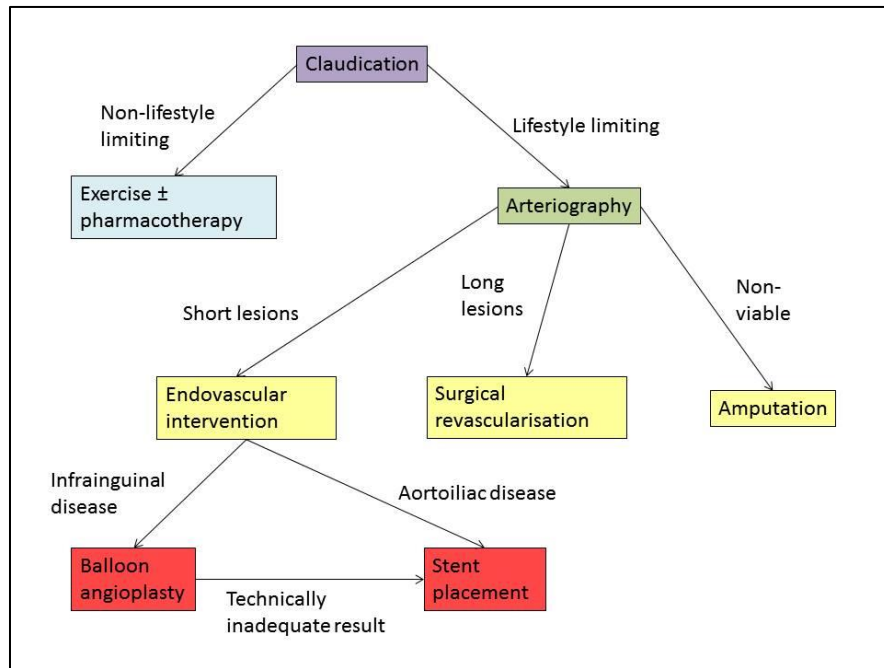 Claudication
Non-lifestyle
limiting
Lifestyle limiting
Exercise ±
pharmacotherapy
Arteriography
Short lesions
Long
lesions
Non-
viable
Endovascular
intervention
Surgical
revascularisation
Amputation
Infrainguinal
disease
Aortoiliac disease
Balloon
angioplasty
Technically
inadequate result
Stent
placement